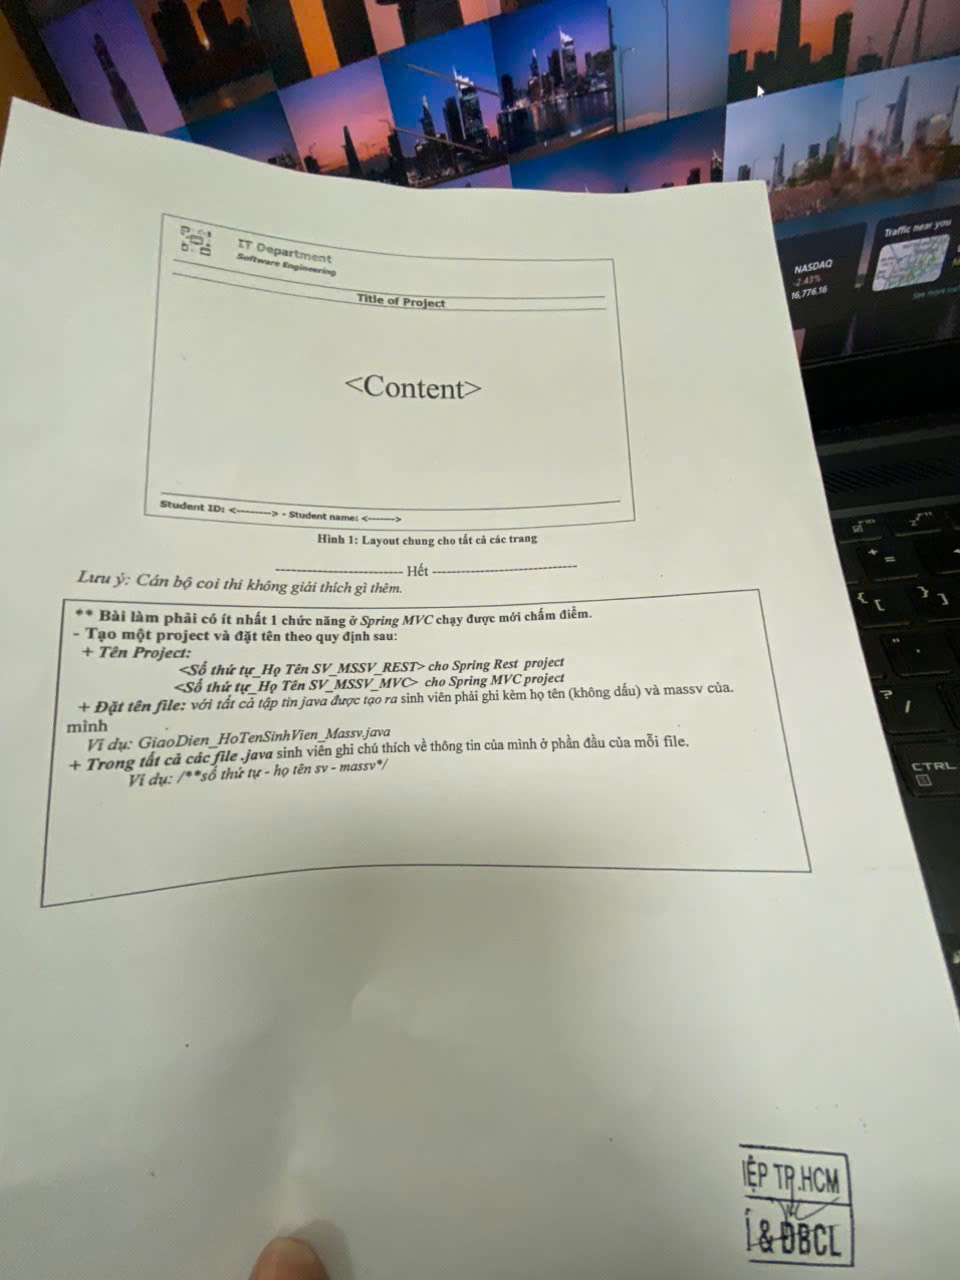 IT Department
Software Engineering
Title of Project
<Content>
Student ID: <---------> - Student name: <-------->
Hình 1: Layout chung cho tất cả các trang
-------------------------- Hết -----------------------------
Lưu ý: Cán bộ coi thi không giải thích gì thêm.
** Bài làm phải có ít nhất 1 chức năng ở Spring MVC chạy được mới chấm điểm.
- Tạo một project và đặt tên theo quy định sau:
+ Tên Project:
<Số thứ tự_Họ Tên SV_MSSV_REST> cho Spring Rest project
<Số thứ tự_Họ Tên SV_MSSV_MVC> cho Spring MVC project
+ Đặt tên file: với tất cả tập tin java được tạo ra sinh viên phải ghi kèm họ tên (không dấu) và massv của.
mình
Ví dụ: GiaoDien_HoTenSinhVien_Massv.java
+ Trong tất cả các file .java sinh viên ghi chú thích về thông tin của mình ở phần đầu của mỗi file.
Ví dụ: /**số thứ tự - họ tên sv - massv*/
IỆP TP.HCM
Í & ĐBCL
NASDAQ
-2.43%
16,776.16
Traffic near you
CTRL